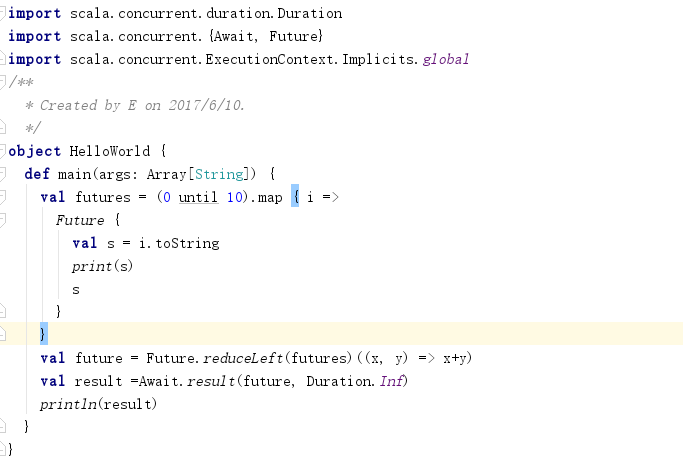 import scala.concurrent.duration.Duration
import scala.concurrent.{Await, Future}
import scala.concurrent.ExecutionContext.Implicits.global
/**
  * Created by E on 2017/6/10.
  */
object HelloWorld {
  def main(args: Array[String]) {
    val futures = (0 until 10).map { i =>
      Future {
        val s = i.toString
        print(s)
        s
      }
    }
    val future = Future.reduceLeft(futures)((x, y) => x+y)
    val result =Await.result(future, Duration.Inf)
    println(result)
  }
}